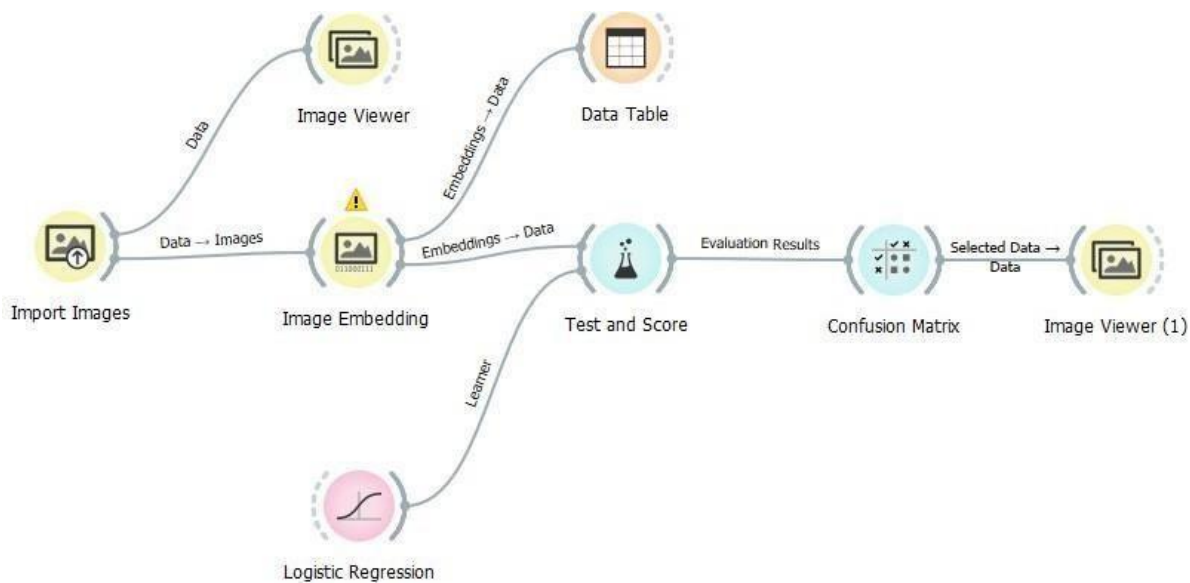 Image Viewer
Data Table
Data
Embeddings → Data
Data → Images
Embeddings → Data
Evaluation Results
Selected Data →
Data
011000111
Import Images
Image Embedding
Test and Score
Confusion Matrix
Image Viewer (1)
Learner
Logistic Regression